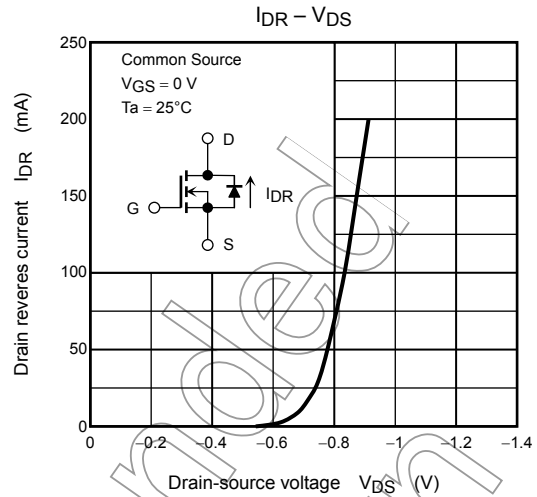 IDR – VDS
250
200
150
100
50
0
Drain reveres current IDR (mA)
Common Source
VGS = 0 V
Ta = 25°C
D
G
S
IDR
0
−0.2
−0.4
−0.6
−0.8
−1
−1.2
−1.4
Drain-source voltage VDS (V)